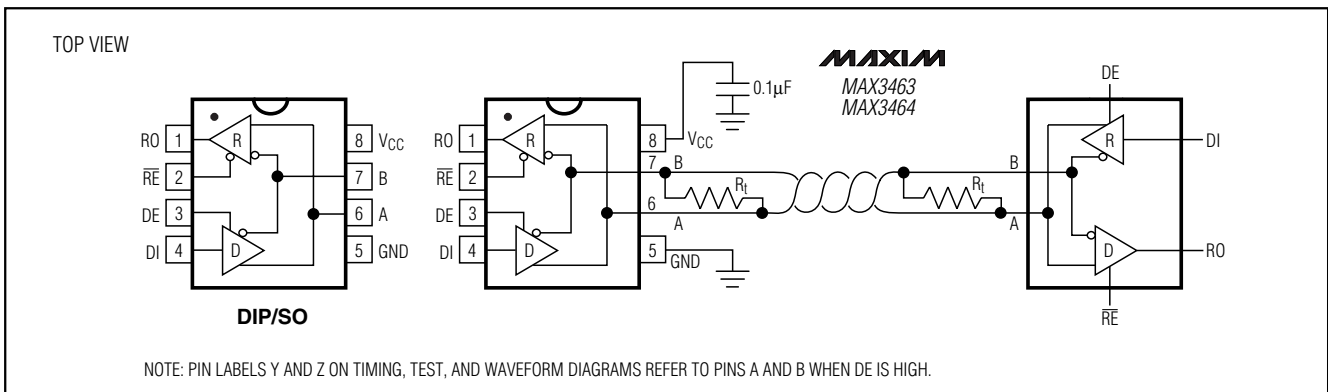 TOP VIEW
MAXIM
MAX3463
MAX3464
RO 1
R̅E̅ 2
DE 3
DI 4
R
D
8 VCC
7 B
6 A
5 GND
DIP/SO
RO 1
R̅E̅ 2
DE 3
DI 4
R
D
8 VCC
0.1μF
7 B
6 A
5 GND
Rt
Rt
B
A
DE
R
DI
D
RO
R̅E̅
NOTE: PIN LABELS Y AND Z ON TIMING, TEST, AND WAVEFORM DIAGRAMS REFER TO PINS A AND B WHEN DE IS HIGH.